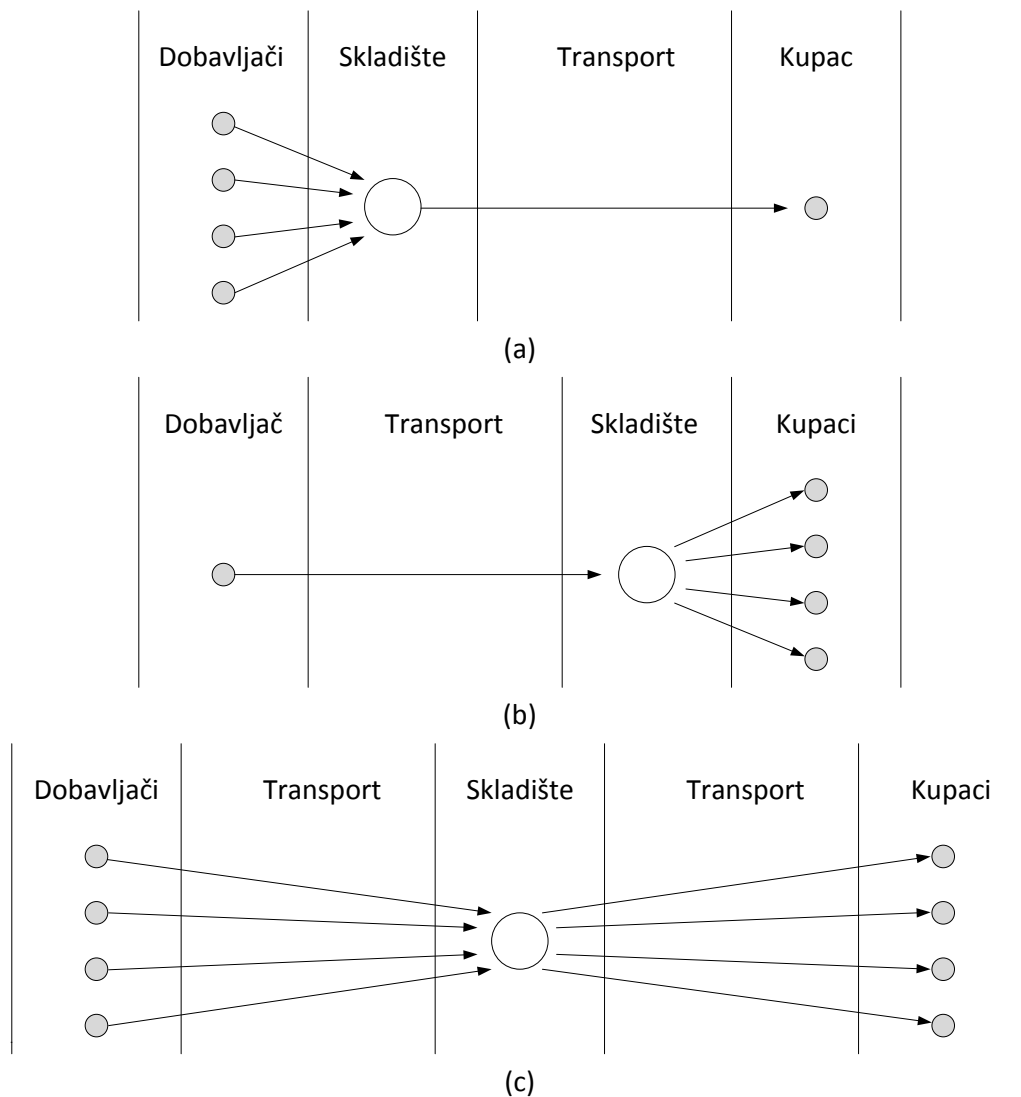 Dobavljači Skladište Transport Kupac
(a)
Dobavljač Transport Skladište Kupaci
(b)
Dobavljači Transport Skladište Transport Kupaci
(c)